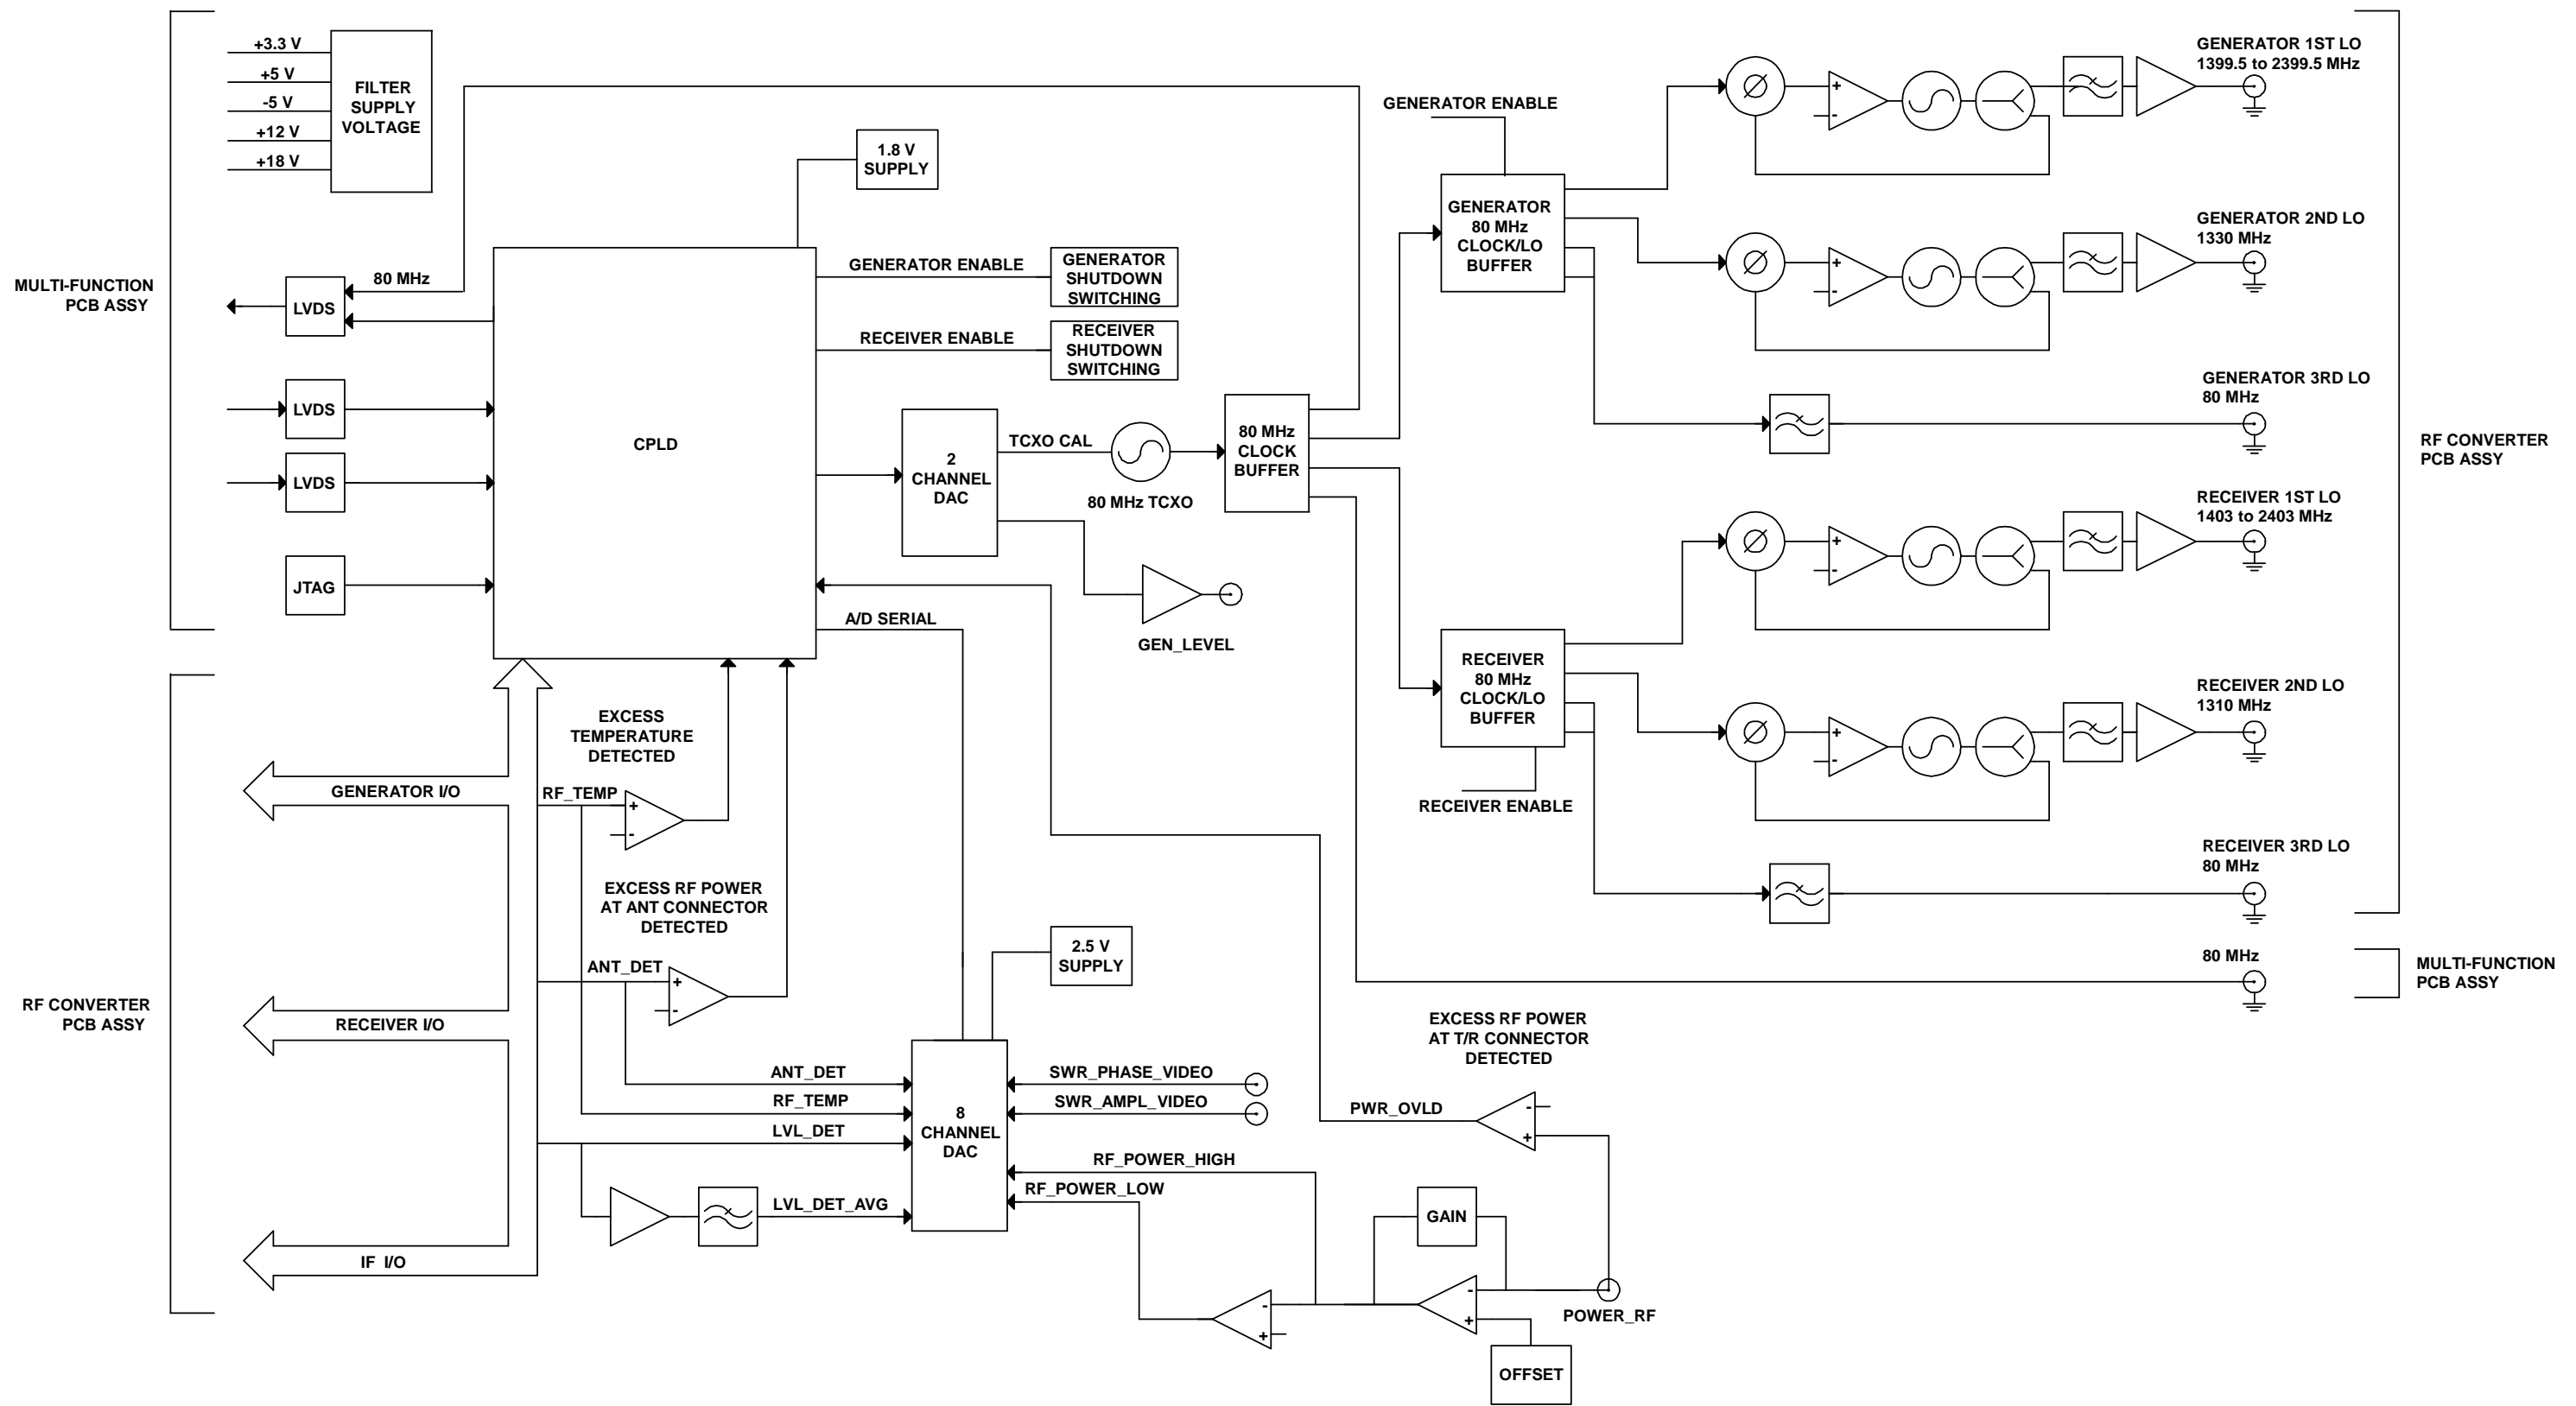 +3.3 V
+5 V
-5 V
+12 V
+18 V
FILTER
SUPPLY
VOLTAGE
MULTI-FUNCTION
PCB ASSY
LVDS
80 MHz
LVDS
LVDS
JTAG
CPLD
1.8 V
SUPPLY
GENERATOR ENABLE
GENERATOR
SHUTDOWN
SWITCHING
RECEIVER ENABLE
RECEIVER
SHUTDOWN
SWITCHING
2
CHANNEL
DAC
TCXO CAL
80 MHz TCXO
80 MHz
CLOCK
BUFFER
GEN_LEVEL
A/D SERIAL
GENERATOR ENABLE
GENERATOR
80 MHz
CLOCK/LO
BUFFER
+
-
GENERATOR 1ST LO
1399.5 to 2399.5 MHz
+
-
GENERATOR 2ND LO
1330 MHz
GENERATOR 3RD LO
80 MHz
RF CONVERTER
PCB ASSY
+
-
RECEIVER 1ST LO
1403 to 2403 MHz
RECEIVER
80 MHz
CLOCK/LO
BUFFER
RECEIVER ENABLE
+
-
RECEIVER 2ND LO
1310 MHz
RECEIVER 3RD LO
80 MHz
80 MHz
MULTI-FUNCTION
PCB ASSY
RF CONVERTER
PCB ASSY
GENERATOR I/O
RECEIVER I/O
IF I/O
EXCESS
TEMPERATURE
DETECTED
RF_TEMP
+
-
EXCESS RF POWER
AT ANT CONNECTOR
DETECTED
ANT_DET
+
-
2.5 V
SUPPLY
ANT_DET
RF_TEMP
LVL_DET
LVL_DET_AVG
8
CHANNEL
DAC
SWR_PHASE_VIDEO
SWR_AMPL_VIDEO
RF_POWER_HIGH
RF_POWER_LOW
EXCESS RF POWER
AT T/R CONNECTOR
DETECTED
PWR_OVLD
-
+
GAIN
-
+
-
+
POWER_RF
OFFSET